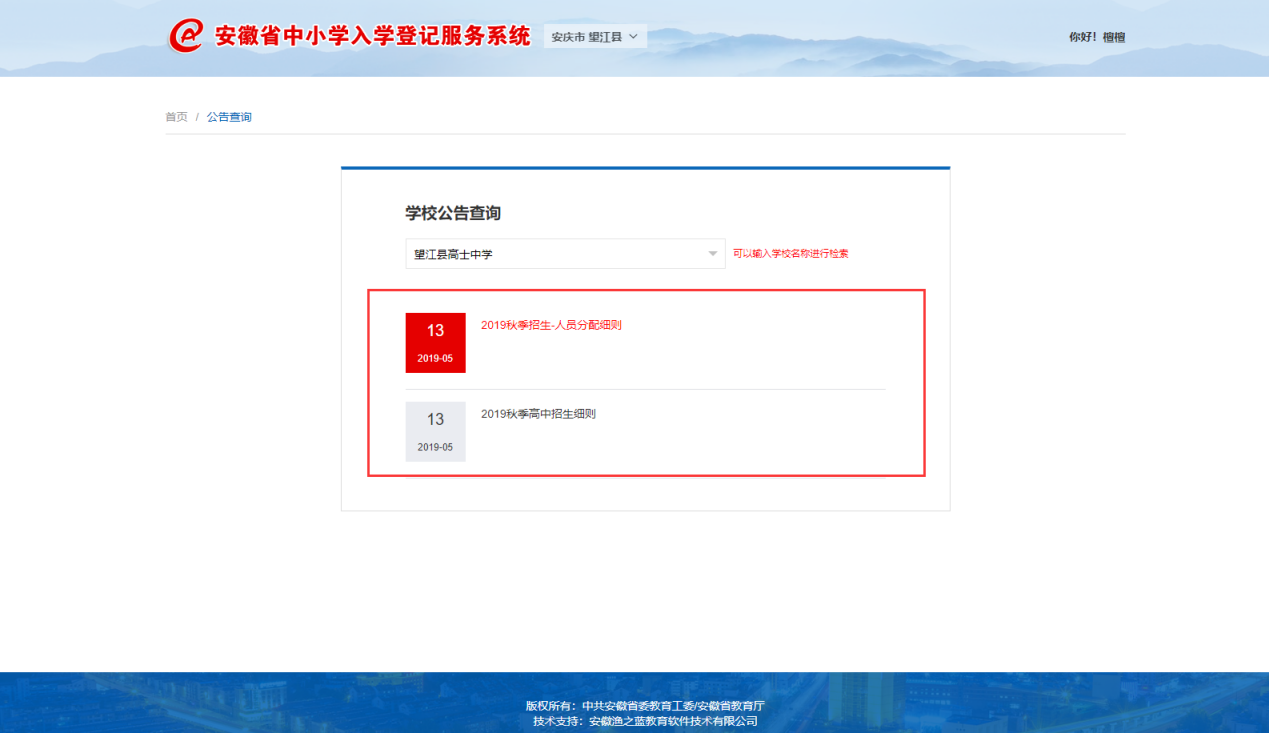 安徽省中小学入学登记服务系统
安庆市 望江县
你好！檀檀
首页 / 公告查询
学校公告查询
望江县高士中学
可以输入学校名称进行检索
13
2019-05
2019秋季招生-人员分配细则
13
2019-05
2019秋季高中招生细则
版权所有：中共安徽省委教育工委/安徽省教育厅
技术支持：安徽渔之蓝教育软件技术有限公司